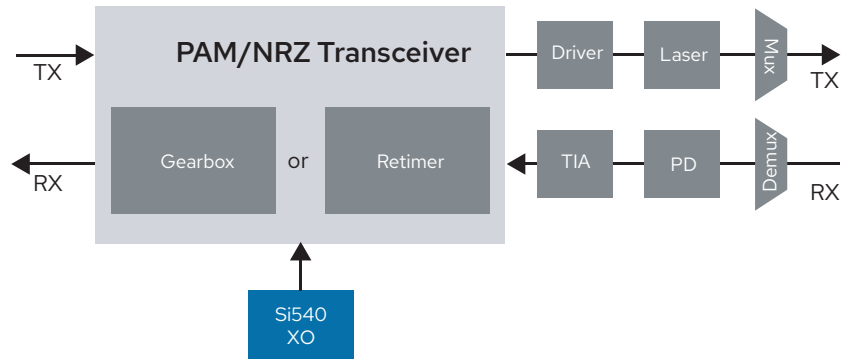 PAM/NRZ Transceiver
TX
Driver
Laser
Mux
TX
Gearbox
or
Retimer
RX
TIA
PD
Demux
RX
Si540
XO